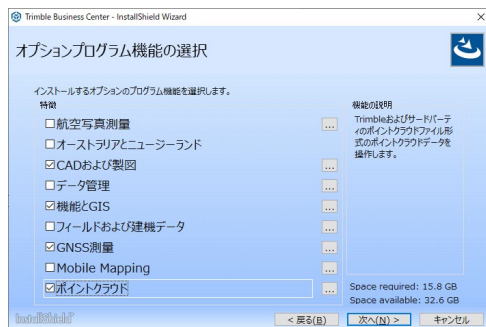 Trimble Business Center - InstallShield Wizard
オプションプログラム機能の選択
インストールするオプションのプログラム機能を選択します。
特徴
機能の説明
航空写真測量
...
Trimbleおよびサードパーテ
ィのポイントクラウドファイル形
式のポイントクラウドデータを
操作します。
オーストラリアとニュージーランド
CADおよび製図
...
データ管理
...
機能とGIS
...
フィールドおよび建機データ
...
GNSS測量
...
Mobile Mapping
...
ポイントクラウド
...
Space required: 15.8 GB
Space available: 32.6 GB
InstallShield
< 戻る(B)
次へ(N) >
キャンセル